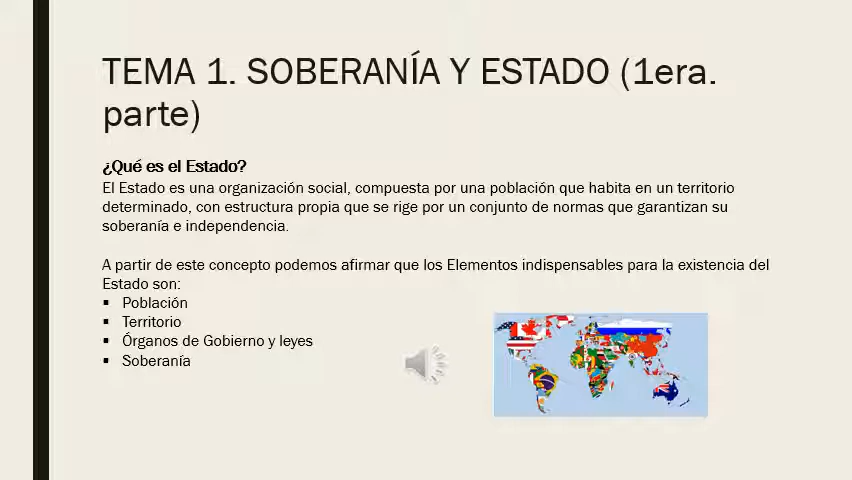 TEMA 1. SOBERANÍA Y ESTADO (1era.
parte)
¿Qué es el Estado?
El Estado es una organización social, compuesta por una población que habita en un territorio
determinado, con estructura propia que se rige por un conjunto de normas que garantizan su
soberanía e independencia.
A partir de este concepto podemos afirmar que los Elementos indispensables para la existencia del
Estado son:
▪ Población
▪ Territorio
▪ Órganos de Gobierno y leyes
▪ Soberanía